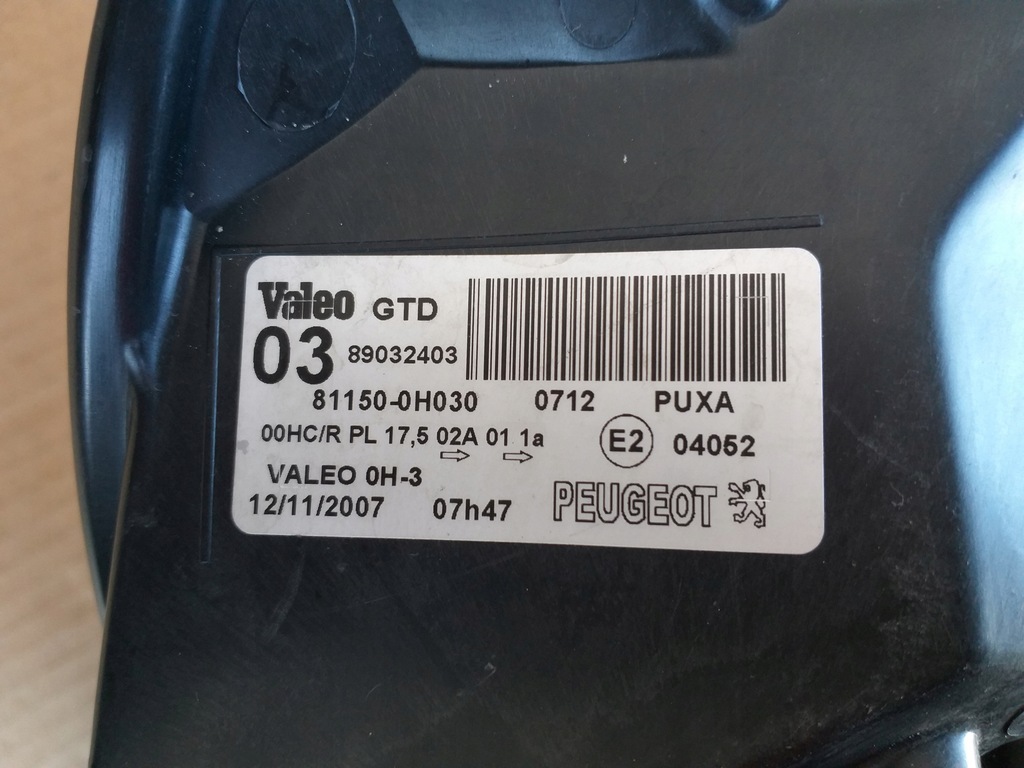 Valeo GTD
03 89032403
81150-0H030 0712 PUXA
00HC/R PL 17,5 02A 01 1a E2 04052
⇨ ⇨
VALEO 0H-3
12/11/2007 07h47 PEUGEOT